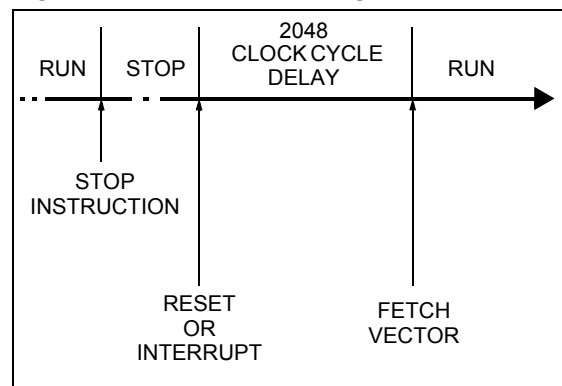 2048
CLOCK CYCLE
DELAY
RUN
STOP
RUN
STOP
INSTRUCTION
RESET
OR
INTERRUPT
FETCH
VECTOR